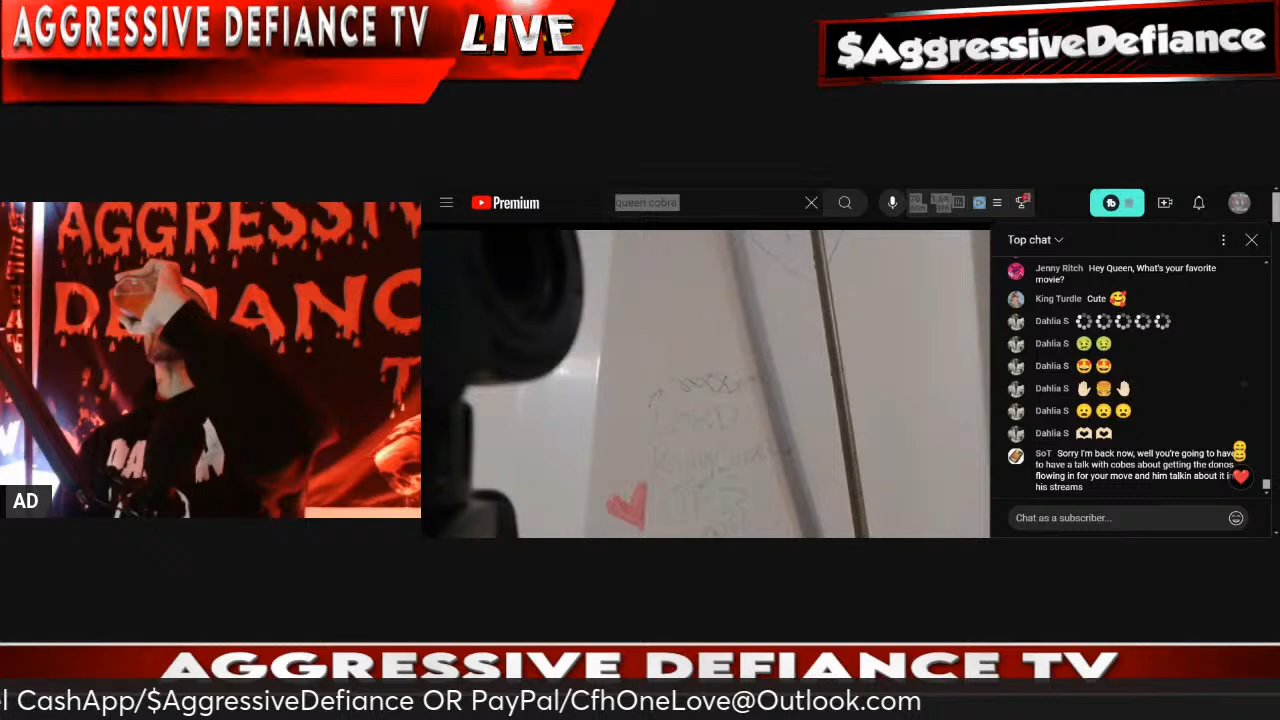 AGGRESSIVE DEFIANCE TV
LIVE
$AggressiveDefiance
queen cobra
Premium
Top chat
Jenny Ritch Hey Queen, What's your favorite
movie?
King Turdle Cute 🥰
Dahlia S
Dahlia S 🤢 🤢
Dahlia S 🤩 🤩
Dahlia S 🤚🏻 🍔 🤚🏻
Dahlia S 😦 😦 😦
Dahlia S 🫶🏻 🫶🏻
SoT Sorry I'm back now, well you're going to have
to have a talk with cobes about getting the donos
flowing in for your move and him talkin about it in
his streams
Chat as a subscriber...
AGGRESSIV
DEFIANC
T
AD
AGGRESSIVE DEFIANCE TV
l CashApp/$AggressiveDefiance OR PayPal/CfhOneLove@Outlook.com